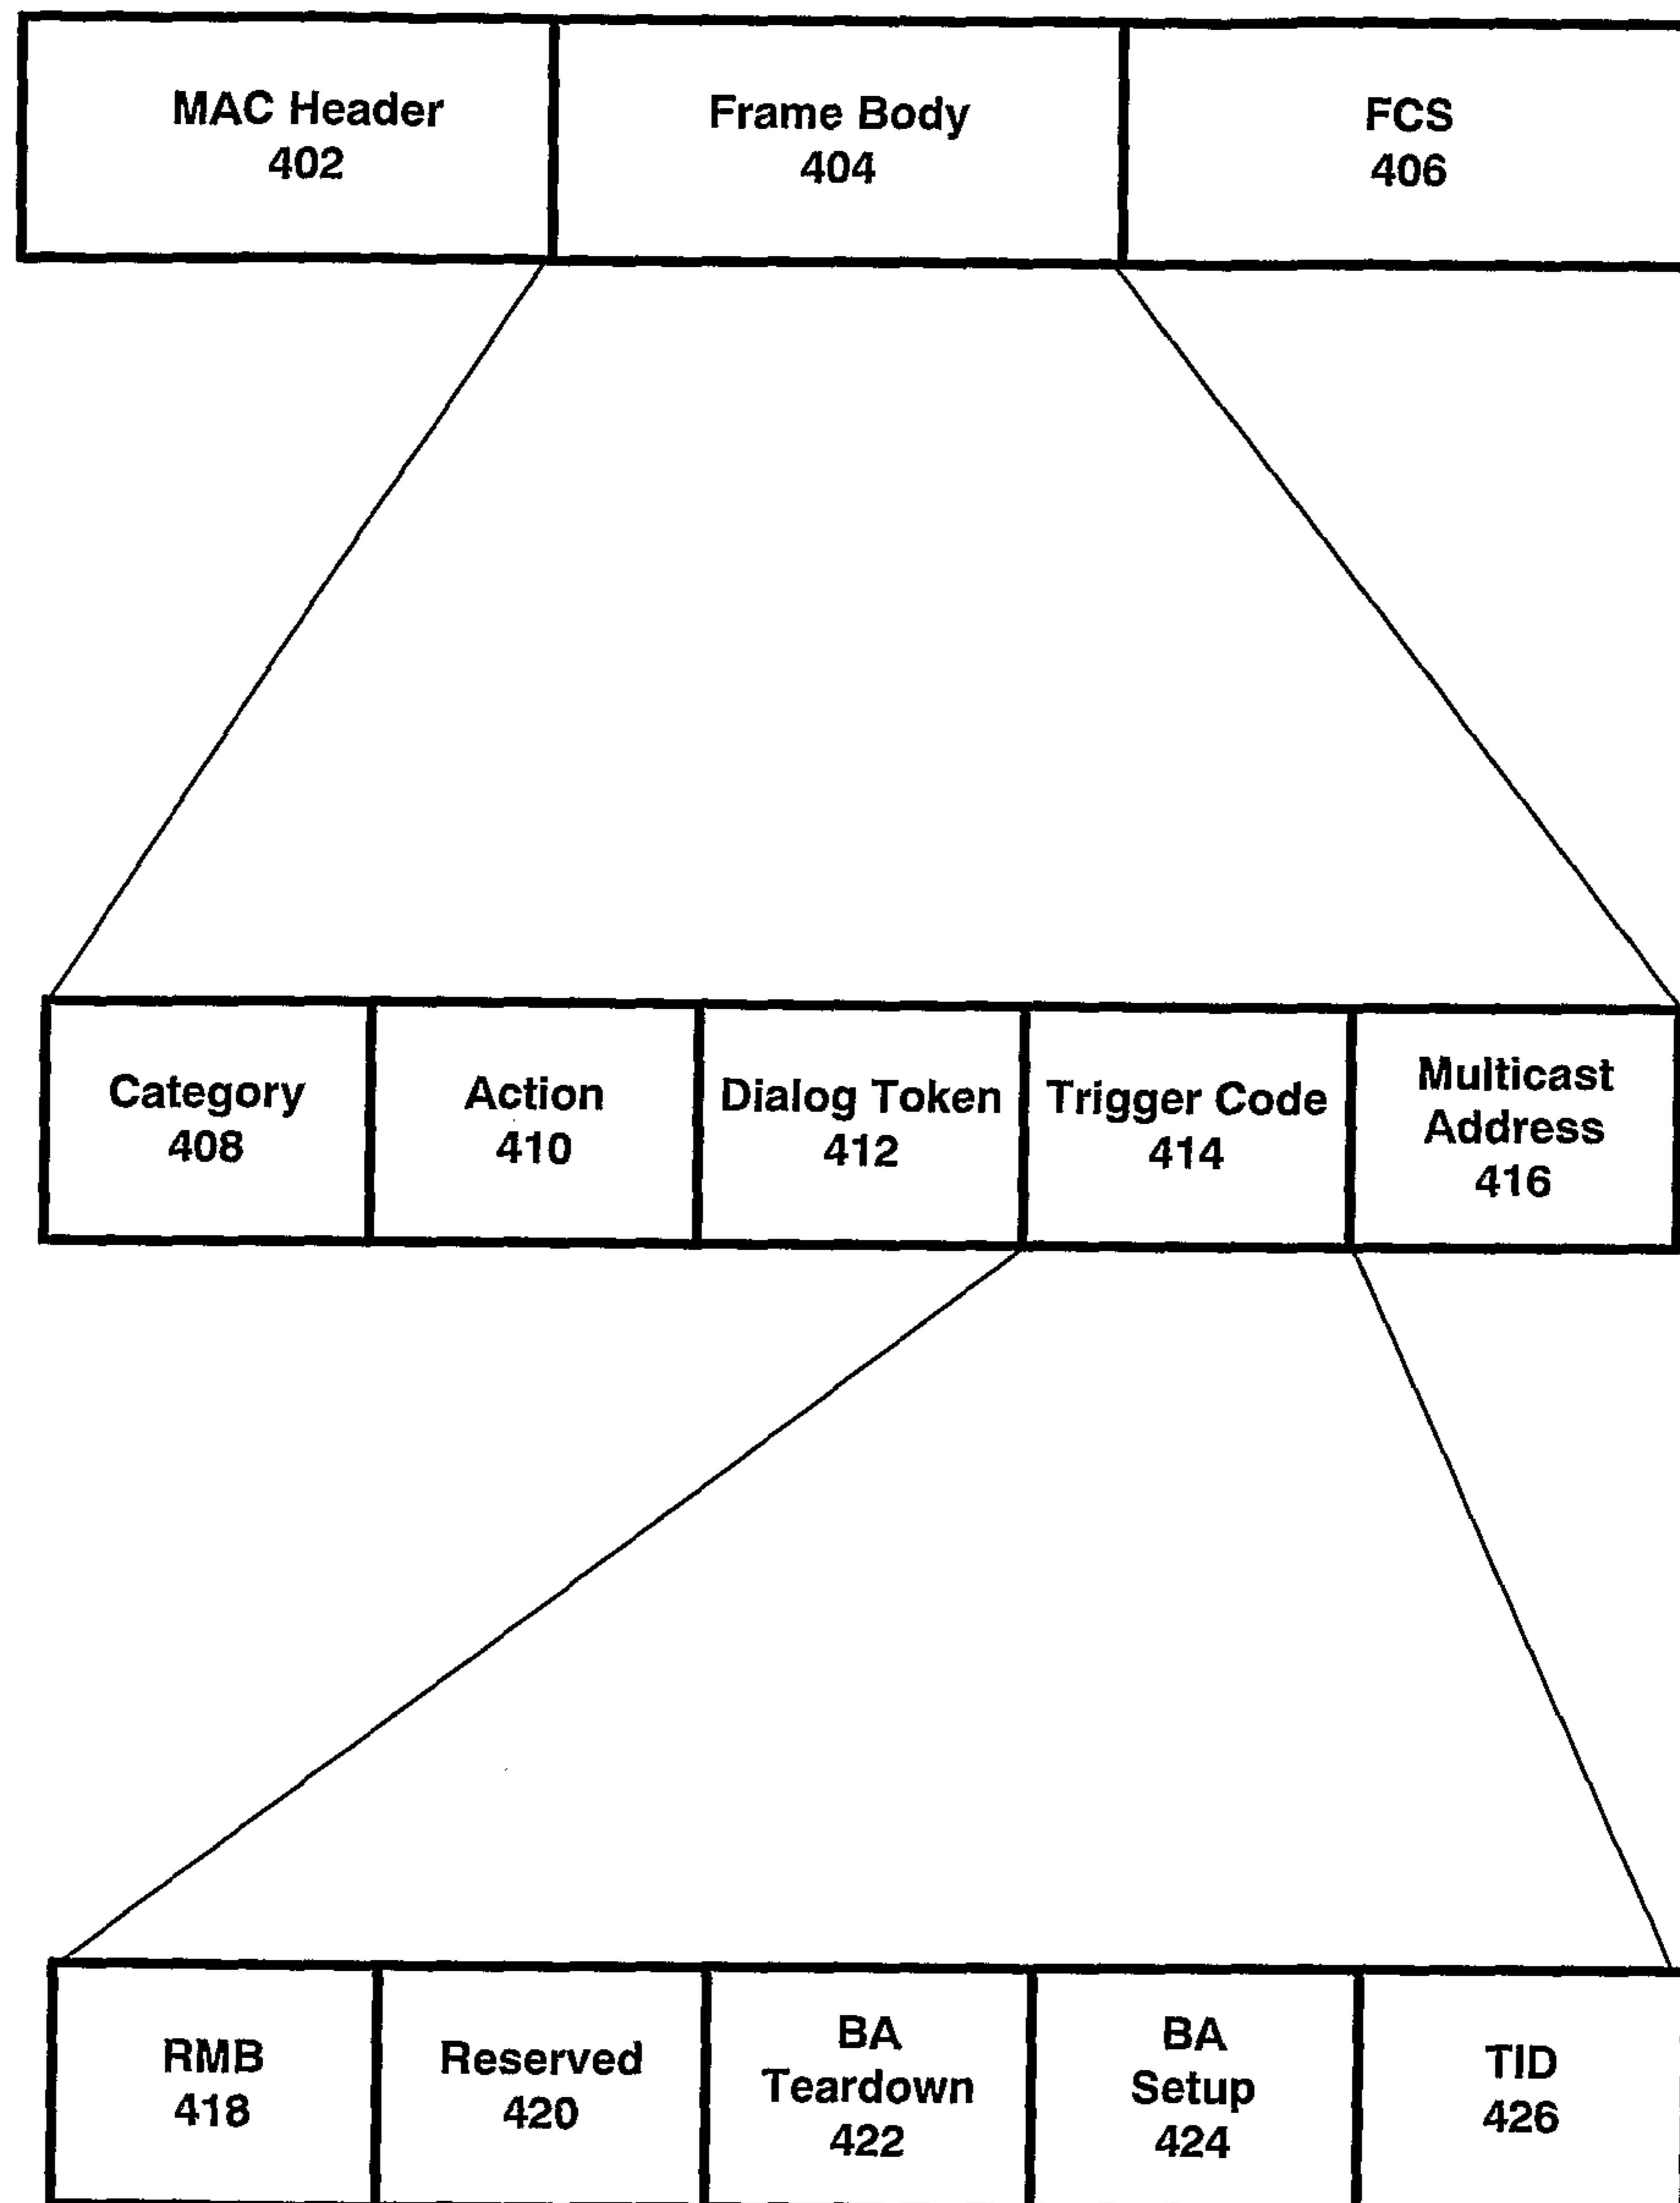 MAC Header
402
Frame Body
404
FCS
406
Category
408
Action
410
Dialog Token
412
Trigger Code
414
Multicast
Address
416
RMB
418
Reserved
420
BA
Teardown
422
BA
Setup
424
TID
426